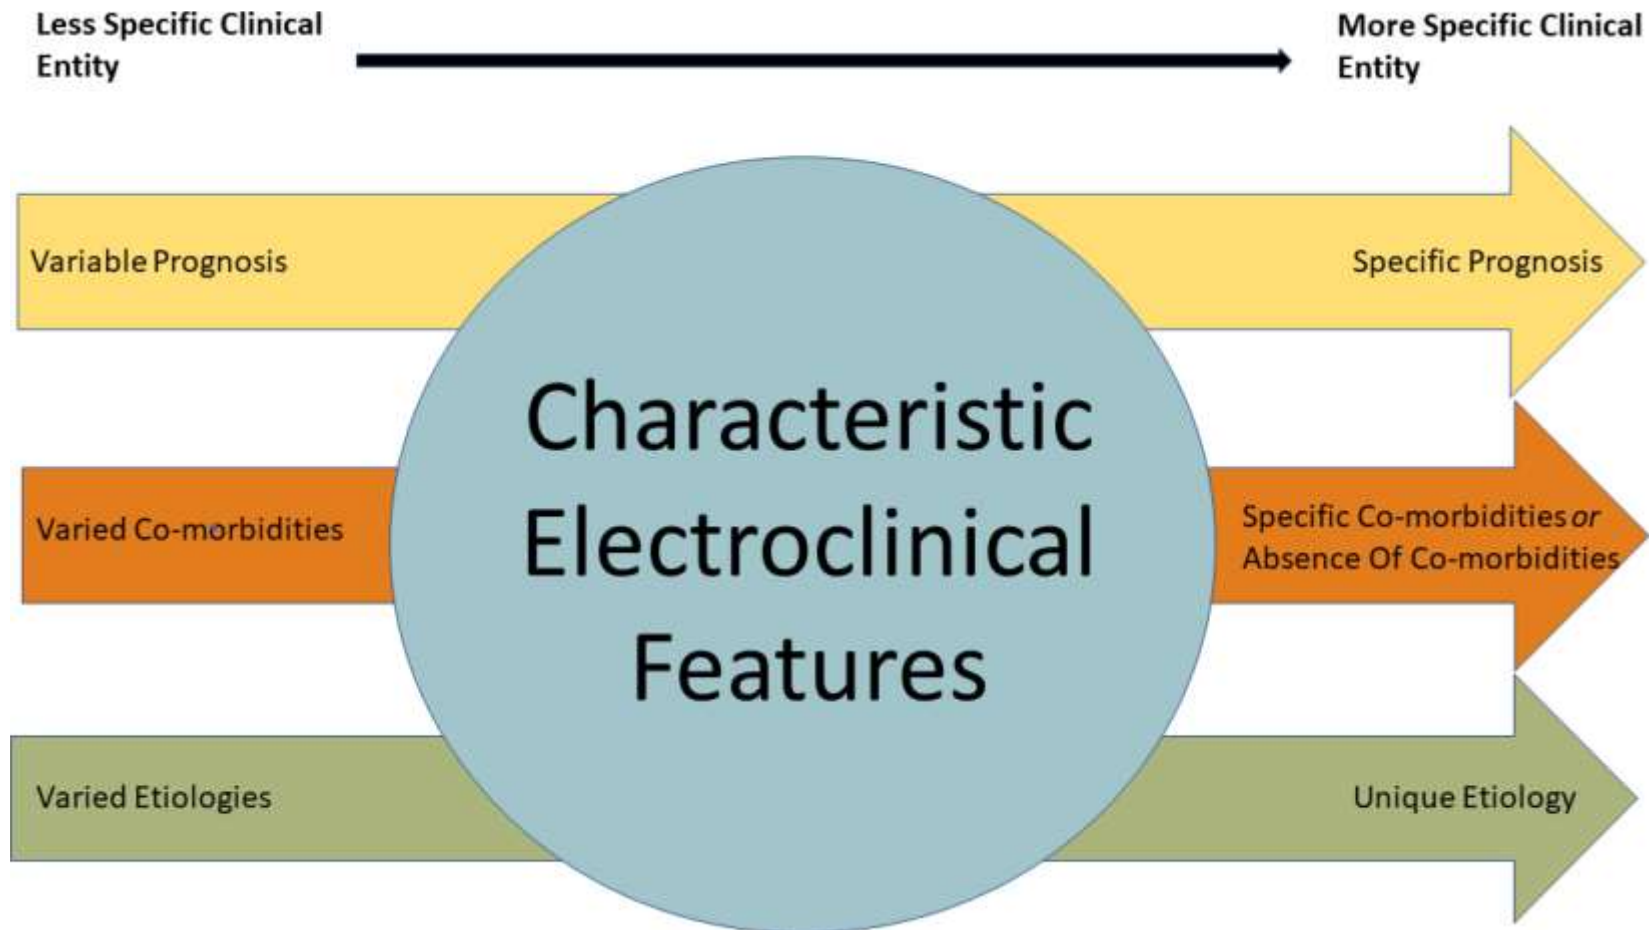 Less Specific Clinical
Entity
More Specific Clinical
Entity
Variable Prognosis
Specific Prognosis
Characteristic
Electroclinical
Features
Varied Co-morbidities
Specific Co-morbidities or
Absence Of Co-morbidities
Varied Etiologies
Unique Etiology